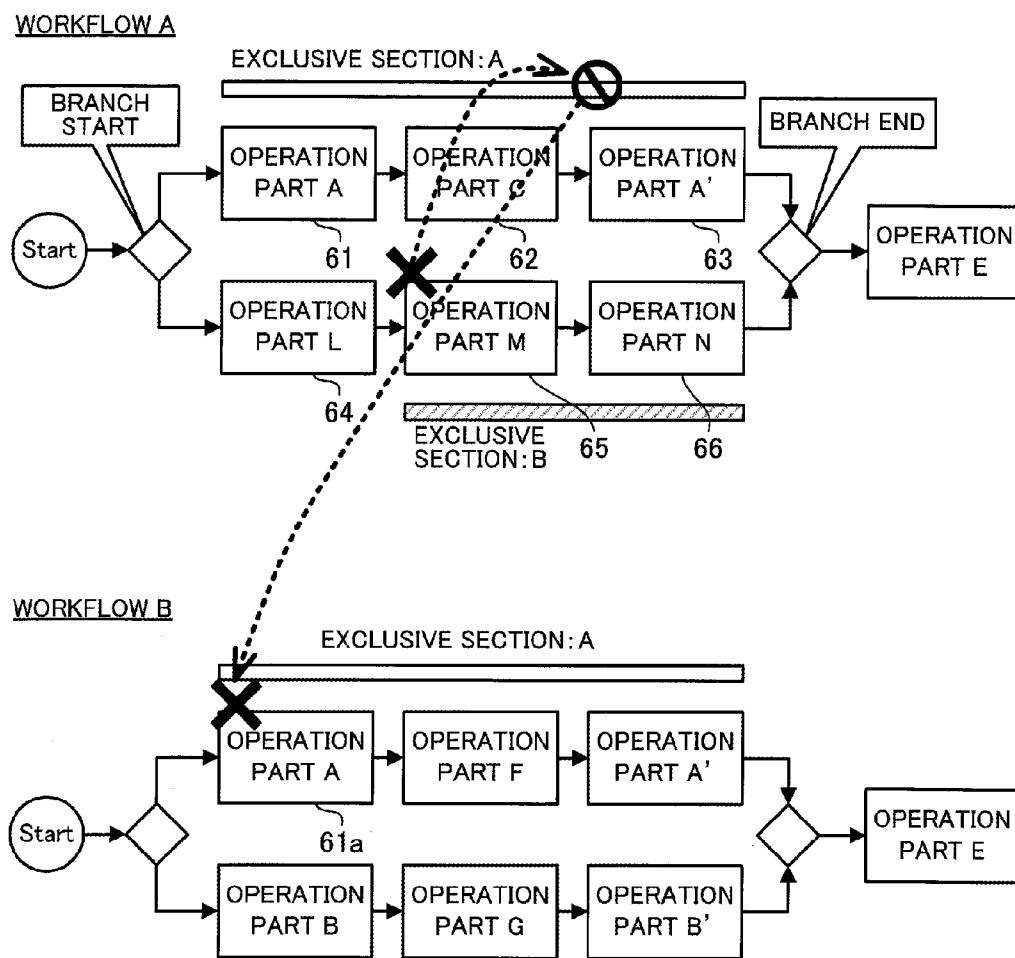 WORKFLOW A
EXCLUSIVE SECTION:A
BRANCH
START
BRANCH END
OPERATION
PART A
OPERATION
PART C
OPERATION
PART A'
Start
61
62
63
OPERATION
PART E
OPERATION
PART L
OPERATION
PART M
OPERATION
PART N
64
65
66
EXCLUSIVE
SECTION:B
WORKFLOW B
EXCLUSIVE SECTION:A
OPERATION
PART A
OPERATION
PART F
OPERATION
PART A'
Start
61a
OPERATION
PART E
OPERATION
PART B
OPERATION
PART G
OPERATION
PART B'